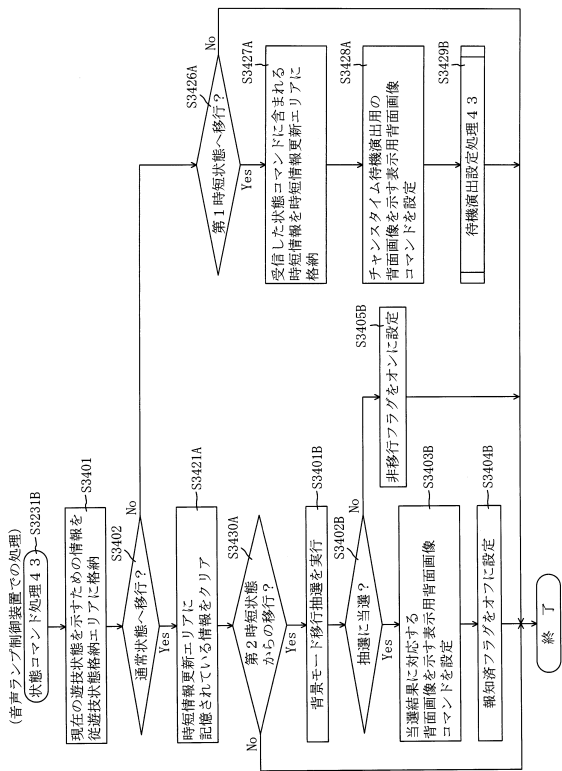 (音声ランプ制御装置での処理)
状態コマンド処理43
S3231B
現在の遊技状態を示すための情報を
従遊技状態格納エリアに格納
S3401
通常状態へ移行?
S3402
Yes
No
時短情報更新エリアに
記憶されている情報をクリア
S3421A
第2時短状態
からの移行?
S3430A
Yes
No
背景モード移行抽選を実行
S3401B
抽選に当選?
S3402B
Yes
No
当選結果に対応する
背面画像を示す表示用背面画像
コマンドを設定
S3403B
報知済フラグをオフに設定
S3404B
非移行フラグをオンに設定
S3405B
第1時短状態へ移行?
S3426A
Yes
No
受信した状態コマンドに含まれる
時短情報を時短情報更新エリアに
格納
S3427A
チャンスタイム待機演出用の
背面画像を示す表示用背面画像
コマンドを設定
S3428A
待機演出設定処理43
S3429B
終了